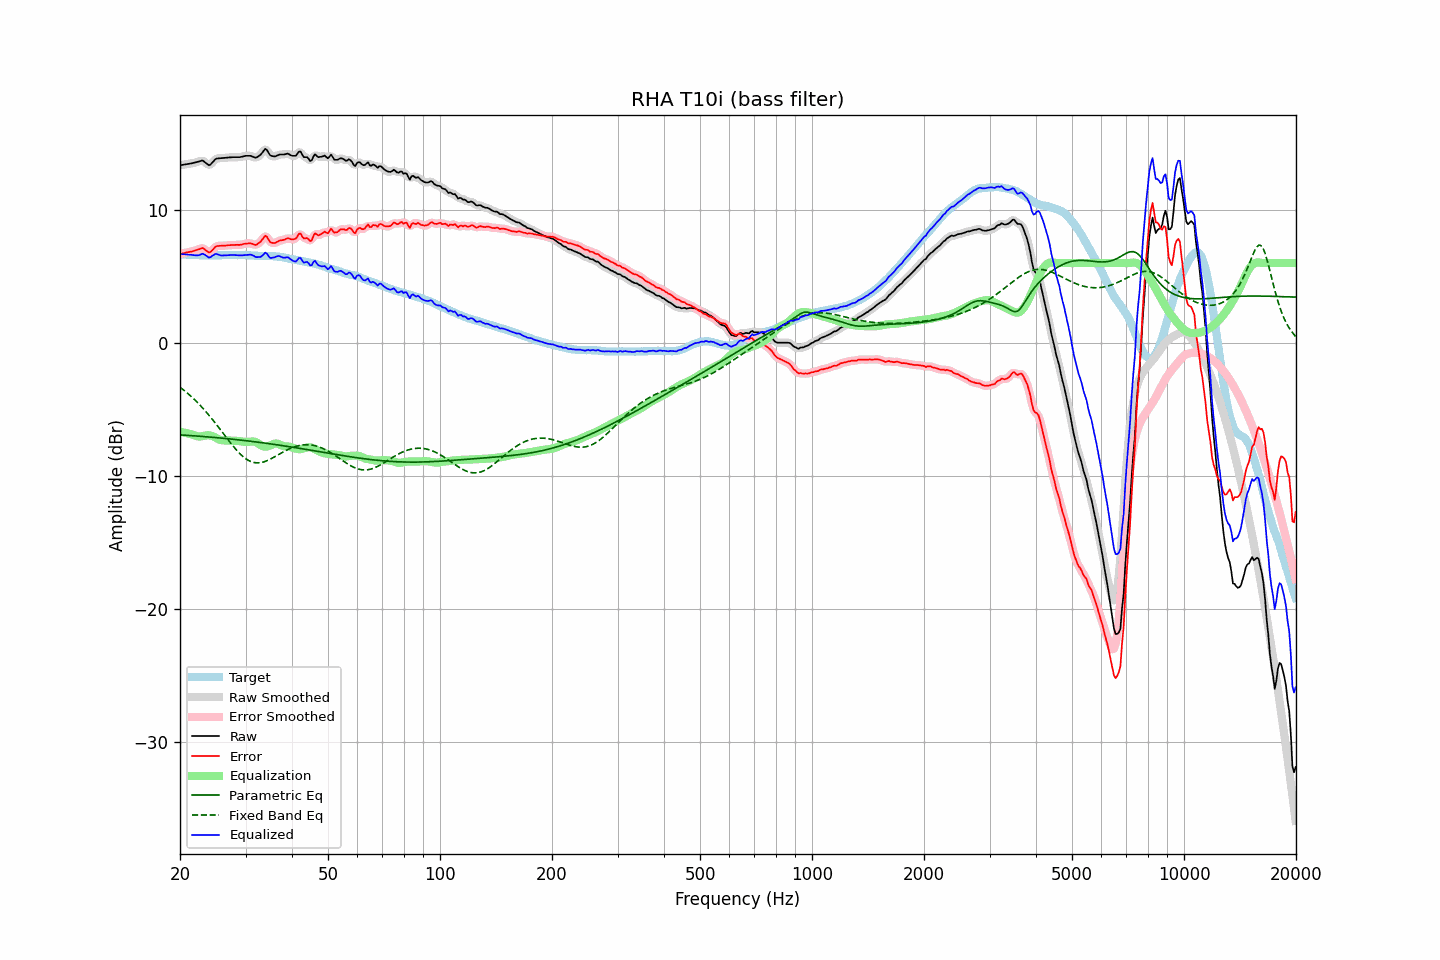 RHA T10i (bass filter)
Amplitude (dBr)
10
0
−10
−20
−30
Target
Raw Smoothed
Error Smoothed
Raw
Error
Equalization
Parametric Eq
Fixed Band Eq
Equalized
20 50 100 200 500 1000 2000 5000 10000 20000
Frequency (Hz)